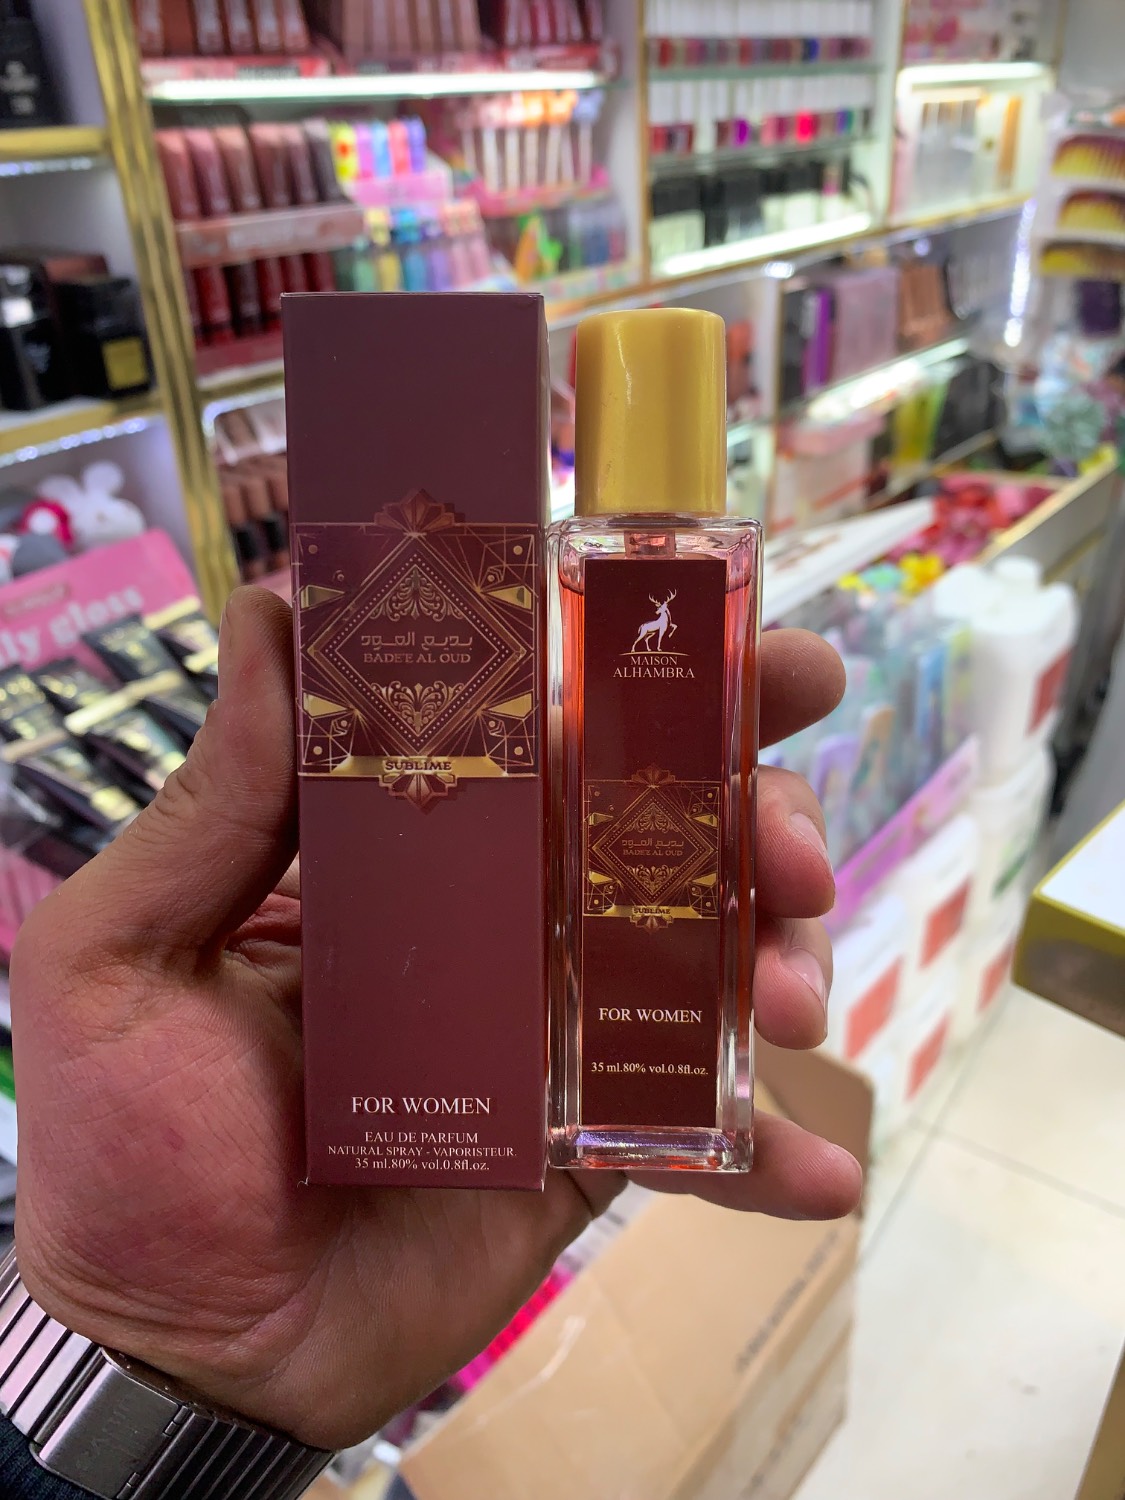 بديع العود
BADE'E AL OUD
SUBLIME
FOR WOMEN
EAU DE PARFUM
NATURAL SPRAY - VAPORISTEUR.
35 ml.80% vol.0.8fl.oz.
MAISON
ALHAMBRA
بديع العود
BADE'E AL OUD
SUBLIME
FOR WOMEN
35 ml.80% vol.0.8fl.oz.
ly gloss